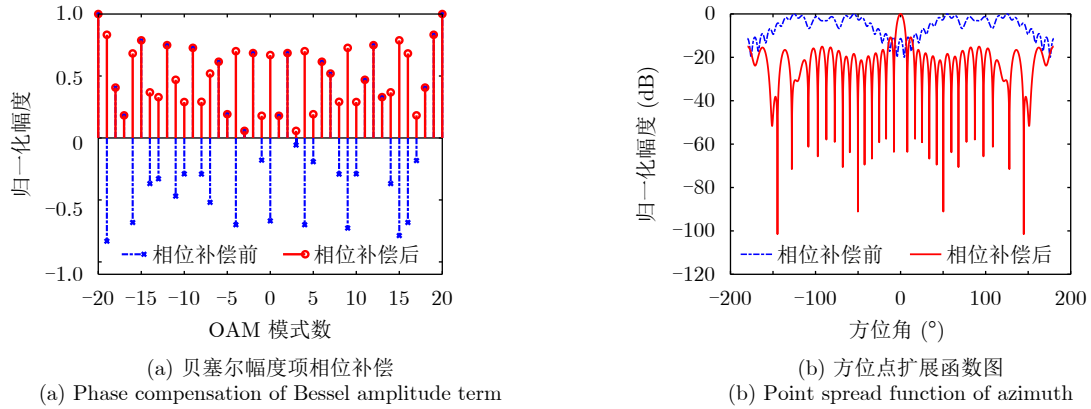 1.0
0.5
0
−0.5
−1.0
归一化幅度
相位补偿前
相位补偿后
−20 −15 −10 −5 0 5 10 15 20
OAM 模式数
(a) 贝塞尔幅度项相位补偿
(a) Phase compensation of Bessel amplitude term
0
−20
−40
−60
−80
−100
−120
归一化幅度 (dB)
相位补偿前
相位补偿后
−200 −100 0 100 200
方位角 (°)
(b) 方位点扩展函数图
(b) Point spread function of azimuth